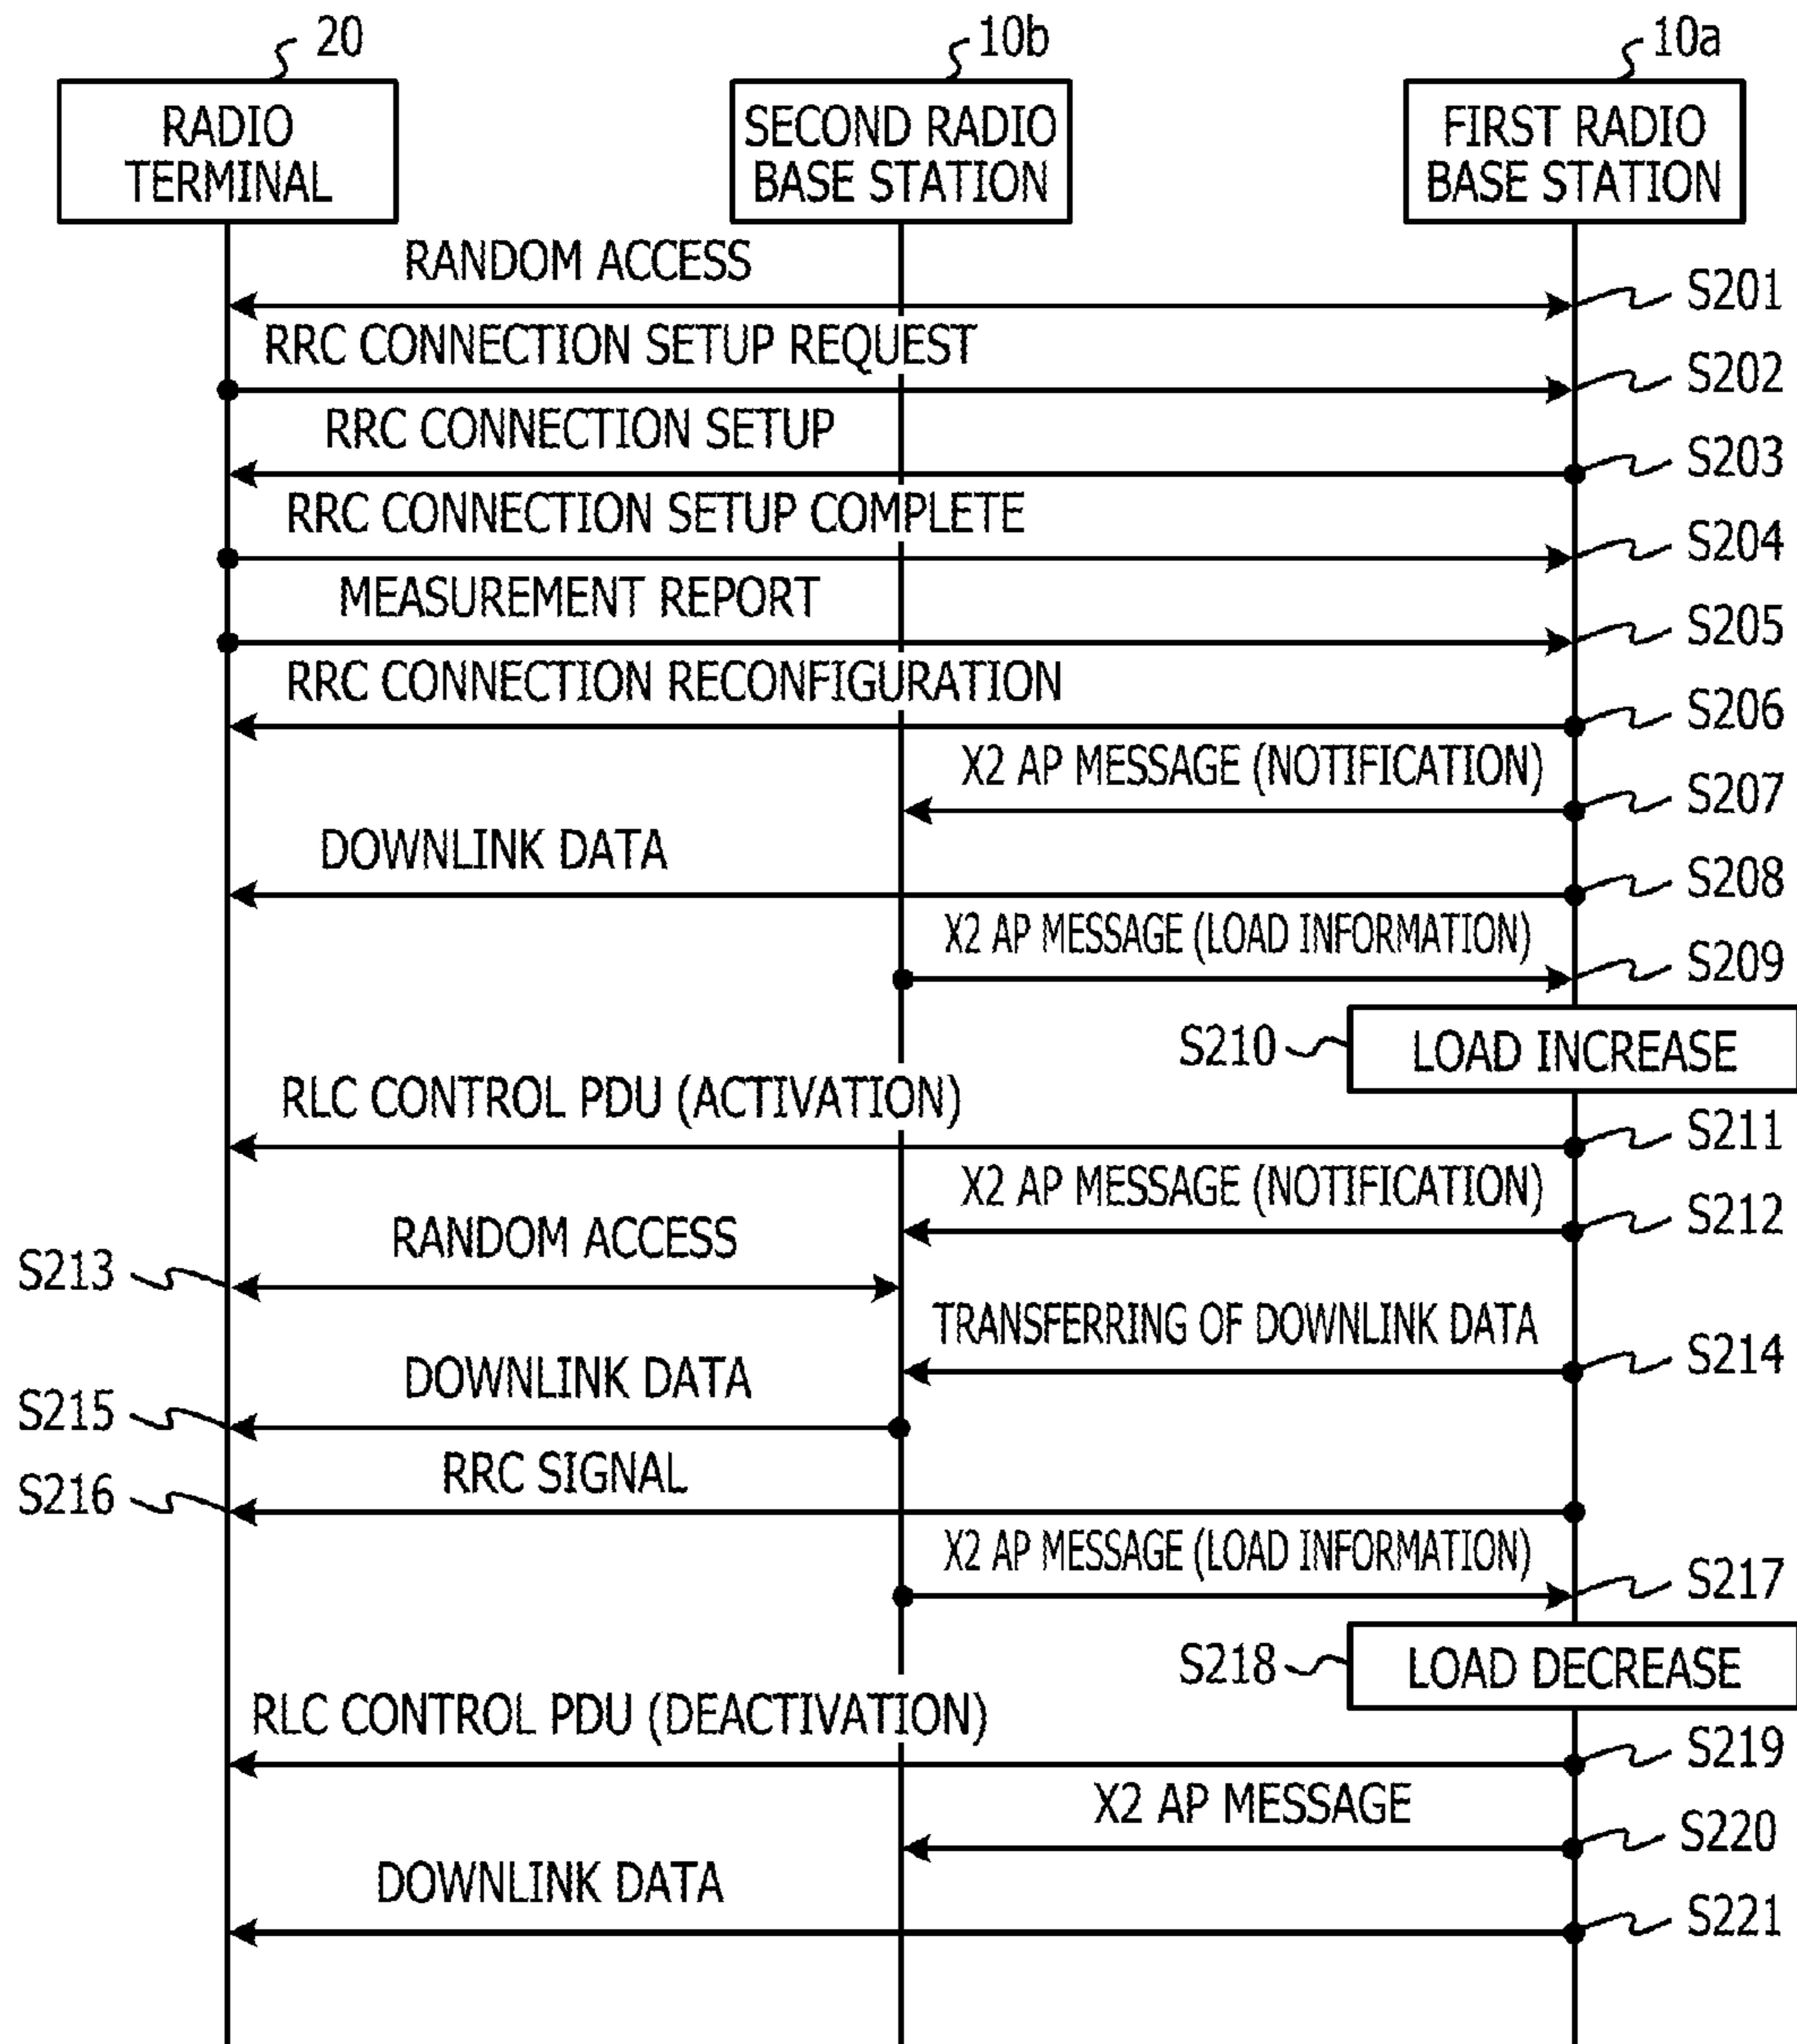 20
10b
10a
RADIO
TERMINAL
SECOND RADIO
BASE STATION
FIRST RADIO
BASE STATION
RANDOM ACCESS
S201
RRC CONNECTION SETUP REQUEST
S202
RRC CONNECTION SETUP
S203
RRC CONNECTION SETUP COMPLETE
S204
MEASUREMENT REPORT
S205
RRC CONNECTION RECONFIGURATION
S206
X2 AP MESSAGE (NOTIFICATION)
S207
DOWNLINK DATA
S208
X2 AP MESSAGE (LOAD INFORMATION)
S209
S210
LOAD INCREASE
RLC CONTROL PDU (ACTIVATION)
S211
X2 AP MESSAGE (NOTIFICATION)
S212
RANDOM ACCESS
S213
TRANSFERRING OF DOWNLINK DATA
S214
DOWNLINK DATA
S215
RRC SIGNAL
S216
X2 AP MESSAGE (LOAD INFORMATION)
S217
S218
LOAD DECREASE
RLC CONTROL PDU (DEACTIVATION)
S219
X2 AP MESSAGE
S220
DOWNLINK DATA
S221